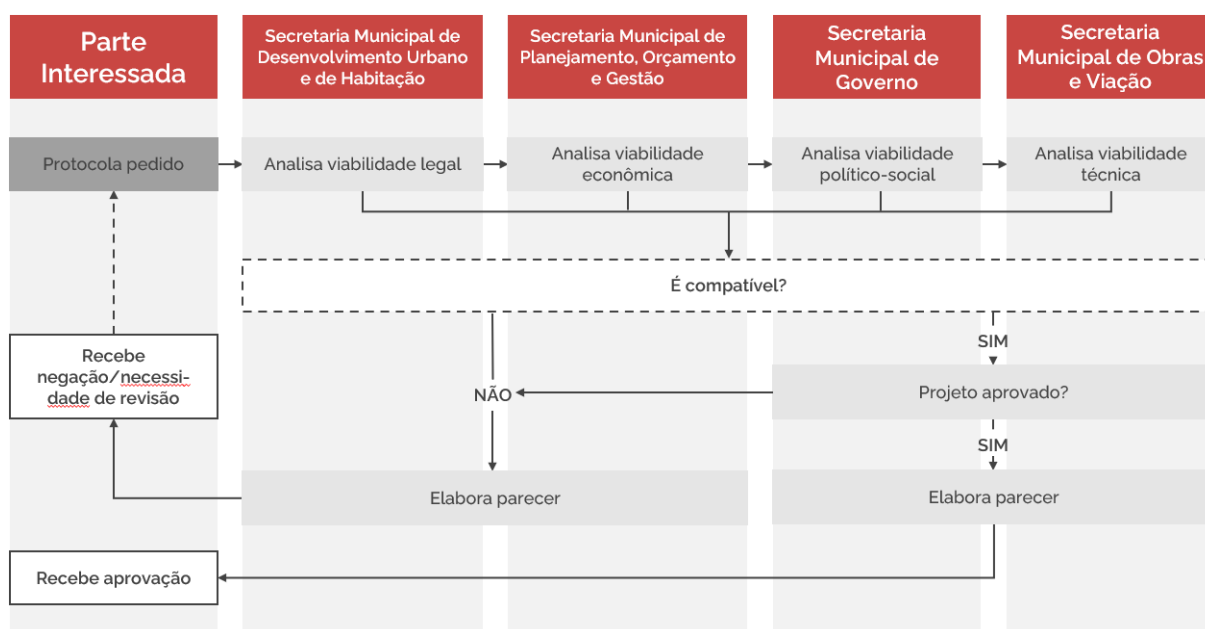 Parte
Interessada
Secretaria Municipal de
Desenvolvimento Urbano
e de Habitação
Secretaria Municipal de
Planejamento, Orçamento
e Gestão
Secretaria
Municipal de
Governo
Secretaria
Municipal de Obras
e Viação
Protocola pedido
Analisa viabilidade legal
Analisa viabilidade
econômica
Analisa viabilidade
político-social
Analisa viabilidade
técnica
É compatível?
SIM
Recebe
negação/necessi-
dade de revisão
NÃO
Projeto aprovado?
SIM
Elabora parecer
Elabora parecer
Recebe aprovação